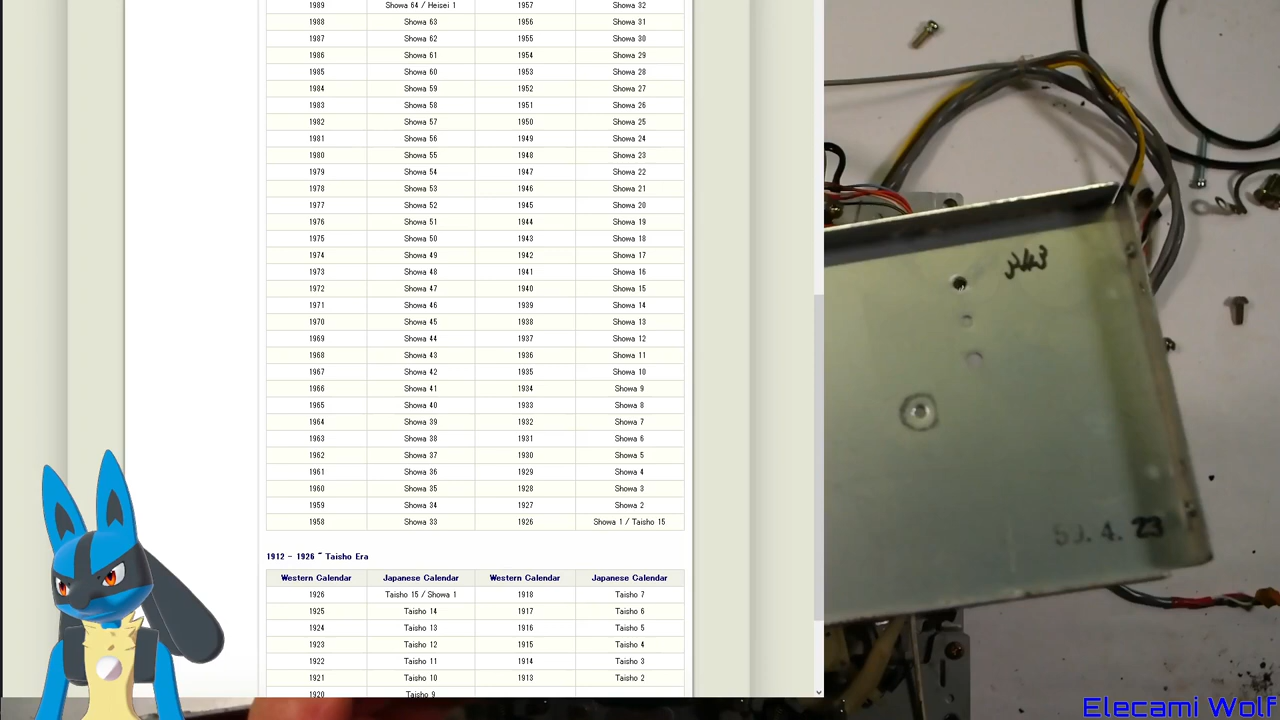 1989 Showa 64 / Heisei 1 1957 Showa 32
1988 Showa 63 1956 Showa 31
1987 Showa 62 1955 Showa 30
1986 Showa 61 1954 Showa 29
1985 Showa 60 1953 Showa 28
1984 Showa 59 1952 Showa 27
1983 Showa 58 1951 Showa 26
1982 Showa 57 1950 Showa 25
1981 Showa 56 1949 Showa 24
1980 Showa 55 1948 Showa 23
1979 Showa 54 1947 Showa 22
1978 Showa 53 1946 Showa 21
1977 Showa 52 1945 Showa 20
1976 Showa 51 1944 Showa 19
1975 Showa 50 1943 Showa 18
1974 Showa 49 1942 Showa 17
1973 Showa 48 1941 Showa 16
1972 Showa 47 1940 Showa 15
1971 Showa 46 1939 Showa 14
1970 Showa 45 1938 Showa 13
1969 Showa 44 1937 Showa 12
1968 Showa 43 1936 Showa 11
1967 Showa 42 1935 Showa 10
1966 Showa 41 1934 Showa 9
1965 Showa 40 1933 Showa 8
1964 Showa 39 1932 Showa 7
1963 Showa 38 1931 Showa 6
1962 Showa 37 1930 Showa 5
1961 Showa 36 1929 Showa 4
1960 Showa 35 1928 Showa 3
1959 Showa 34 1927 Showa 2
1958 Showa 33 1926 Showa 1 / Taisho 15
1912 - 1926 ~ Taisho Era
Western Calendar Japanese Calendar Western Calendar Japanese Calendar
1926 Taisho 15 / Showa 1 1918 Taisho 7
1925 Taisho 14 1917 Taisho 6
1924 Taisho 13 1916 Taisho 5
1923 Taisho 12 1915 Taisho 4
1922 Taisho 11 1914 Taisho 3
1921 Taisho 10 1913 Taisho 2
1920 Taisho 9
4. 23
Elecami Wolf